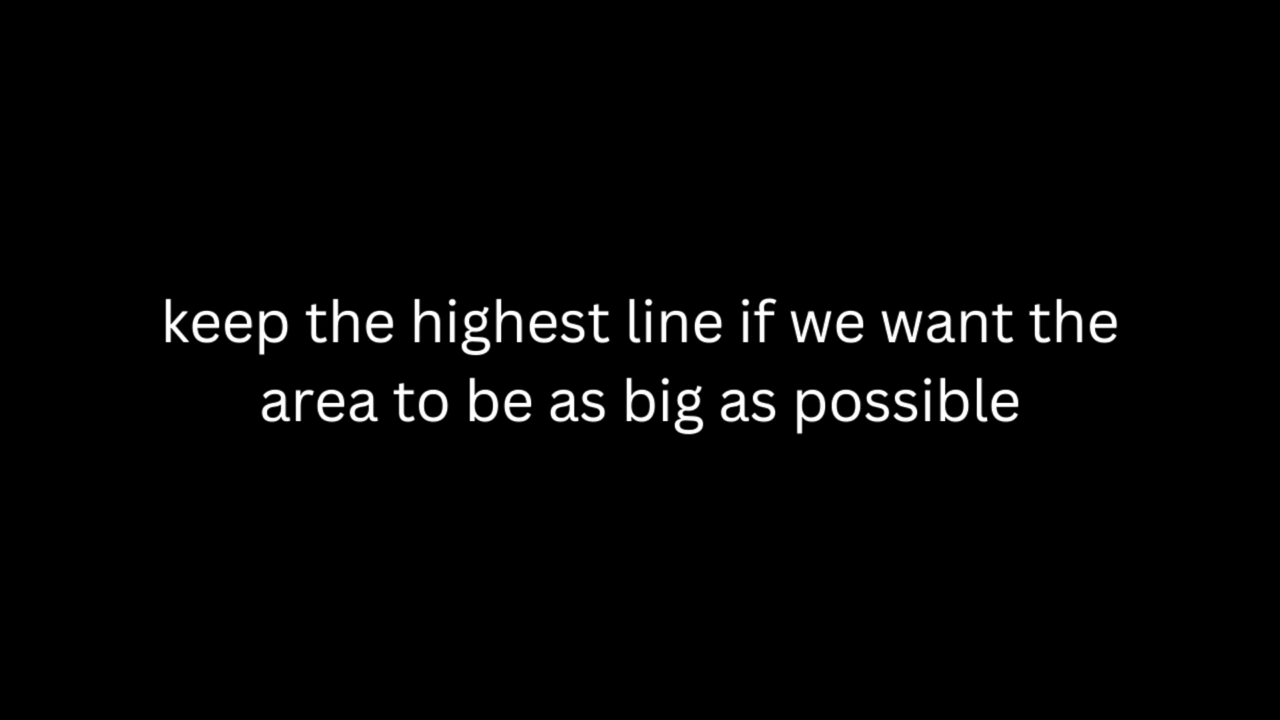 keep the highest line if we want the
area to be as big as possible